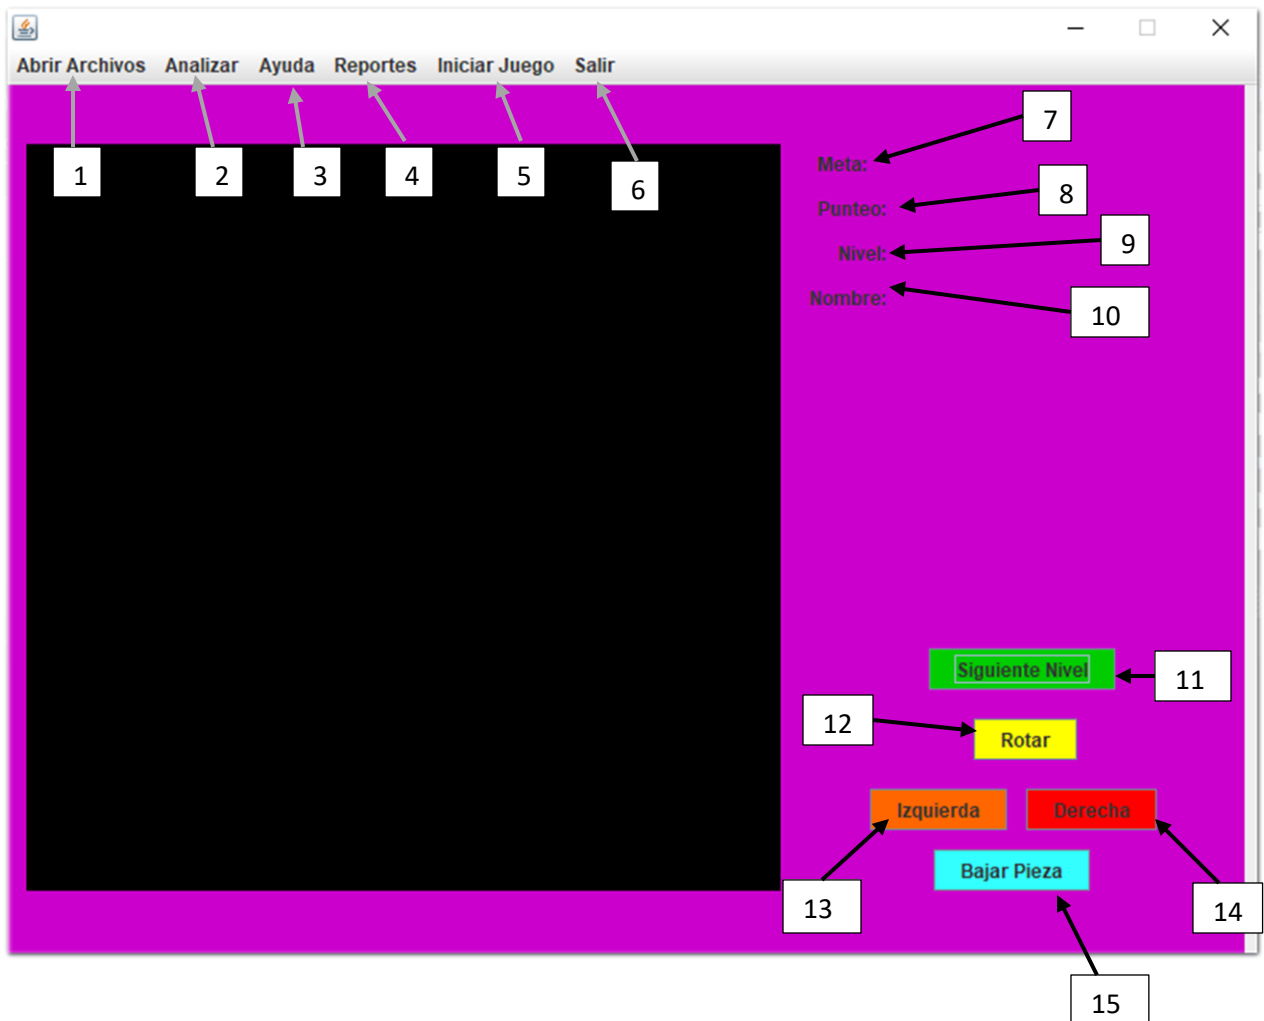 Abrir Archivos Analizar Ayuda Reportes Iniciar Juego Salir
1 2 3 4 5 6
7
Meta:
8
Punteo:
9
Nivel:
Nombre:
10
Siguiente Nivel
11
12
Rotar
Izquierda Derecha
Bajar Pieza
13
14
15